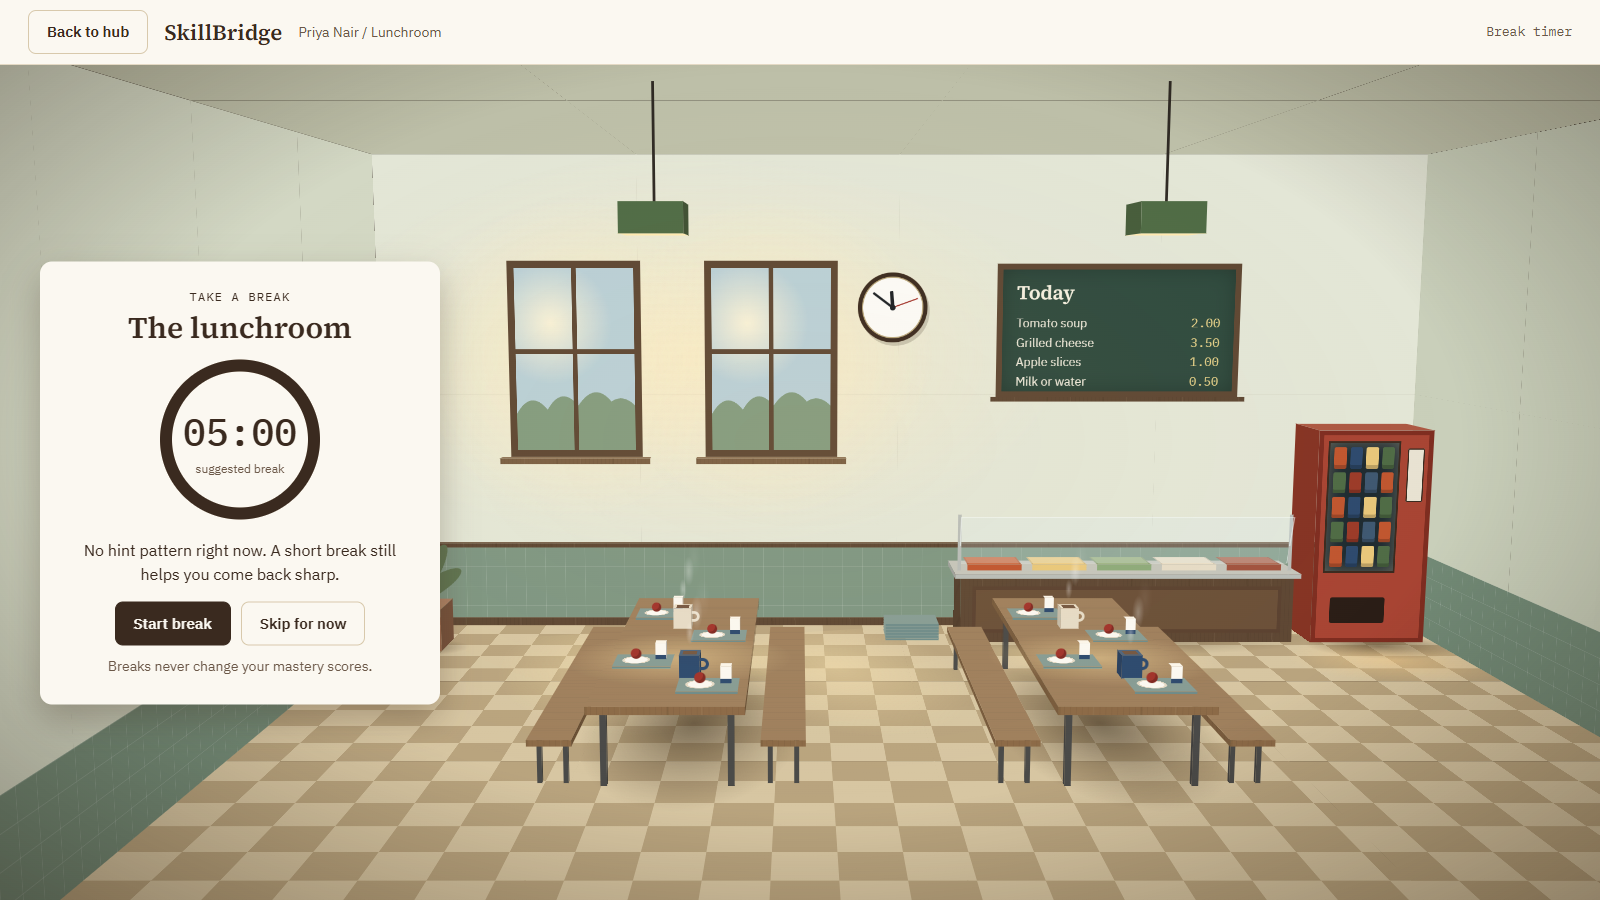 Back to hub
SkillBridge
Priya Nair / Lunchroom
Break timer
TAKE A BREAK
The lunchroom
05:00
suggested break
No hint pattern right now. A short break still
helps you come back sharp.
Start break
Skip for now
Breaks never change your mastery scores.
Today
Tomato soup 2.00
Grilled cheese 3.50
Apple slices 1.00
Milk or water 0.50